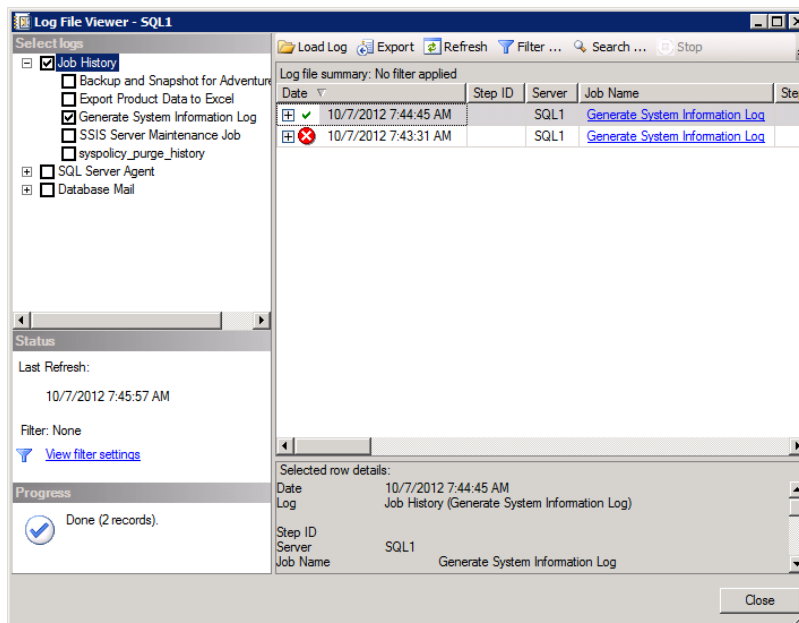 Log File Viewer - SQL1
Select logs
Job History
Backup and Snapshot for Adventure
Export Product Data to Excel
Generate System Information Log
SSIS Server Maintenance Job
syspolicy_purge_history
SQL Server Agent
Database Mail
Status
Last Refresh:
10/7/2012 7:45:57 AM
Filter: None
View filter settings
Progress
Done (2 records).
Load Log Export Refresh Filter ... Search ... Stop
Log file summary: No filter applied
Date Step ID Server Job Name Ste
10/7/2012 7:44:45 AM SQL1 Generate System Information Log
10/7/2012 7:43:31 AM SQL1 Generate System Information Log
Selected row details:
Date 10/7/2012 7:44:45 AM
Log Job History (Generate System Information Log)
Step ID
Server SQL1
Job Name Generate System Information Log
Close